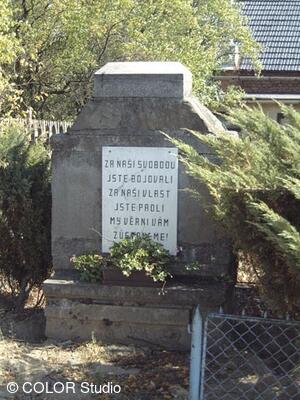 ZA NAŠI SVOBODU
JSTE BOJOVALI
ZA NAŠI VLAST
JSTE PADLI
MY VĚRNI VÁM
ZŮSTANEME!
© COLOR Studio